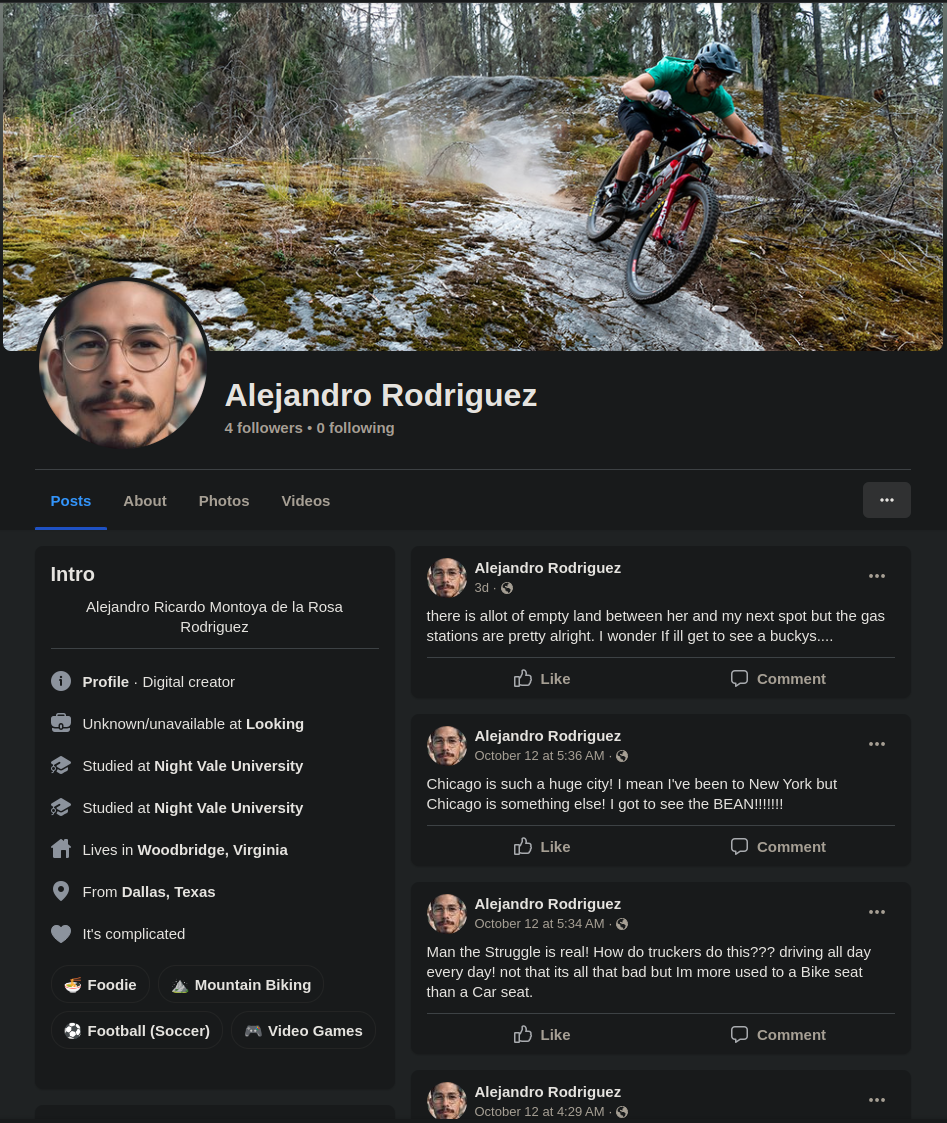 Alejandro Rodriguez
4 followers • 0 following
Posts
About
Photos
Videos
Intro
Alejandro Ricardo Montoya de la Rosa
Rodriguez
Profile · Digital creator
Unknown/unavailable at Looking
Studied at Night Vale University
Studied at Night Vale University
Lives in Woodbridge, Virginia
From Dallas, Texas
It's complicated
Foodie
Mountain Biking
Football (Soccer)
Video Games
Alejandro Rodriguez
3d ·
there is allot of empty land between her and my next spot but the gas
stations are pretty alright. I wonder If ill get to see a buckys....
Like
Comment
Alejandro Rodriguez
October 12 at 5:36 AM ·
Chicago is such a huge city! I mean I've been to New York but
Chicago is something else! I got to see the BEAN!!!!!!!
Like
Comment
Alejandro Rodriguez
October 12 at 5:34 AM ·
Man the Struggle is real! How do truckers do this??? driving all day
every day! not that its all that bad but Im more used to a Bike seat
than a Car seat.
Like
Comment
Alejandro Rodriguez
October 12 at 4:29 AM ·